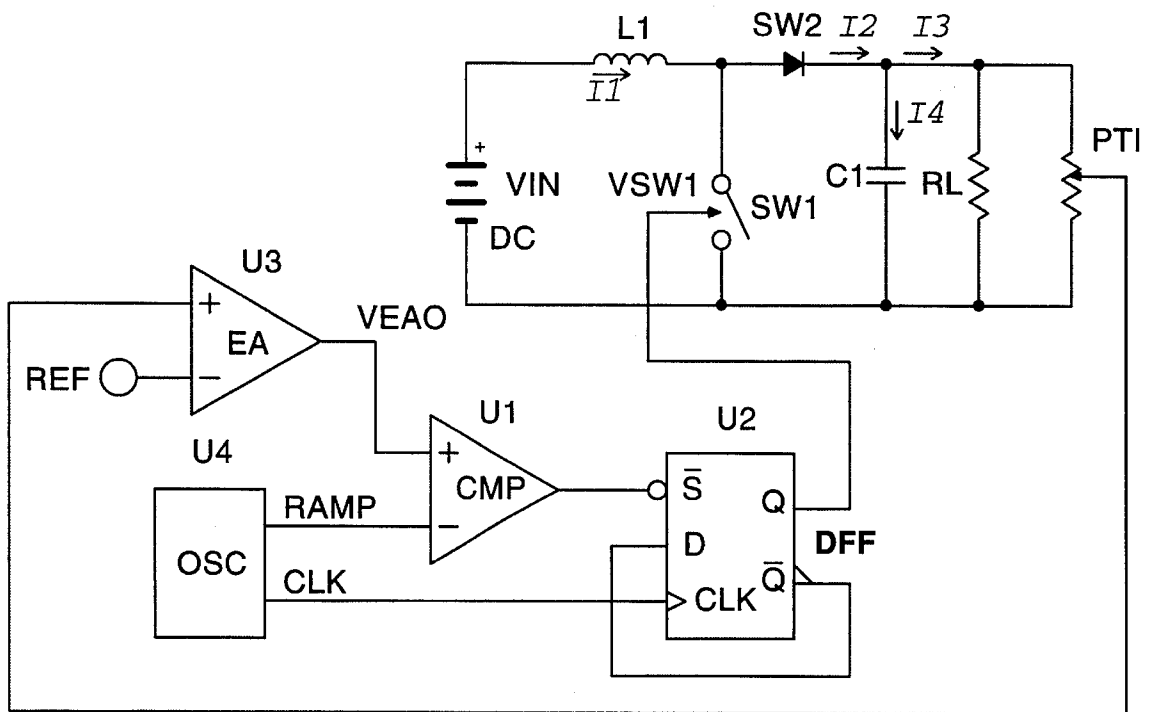 SW2
I2
I3
L1
I1
I4
PTI
+
VIN
DC
VSW1
SW1
C1
RL
U3
+
EA
−
VEAO
REF
U1
U2
U4
+
CMP
−
S̅
Q
RAMP
D
DFF
OSC
Q̅
CLK
CLK